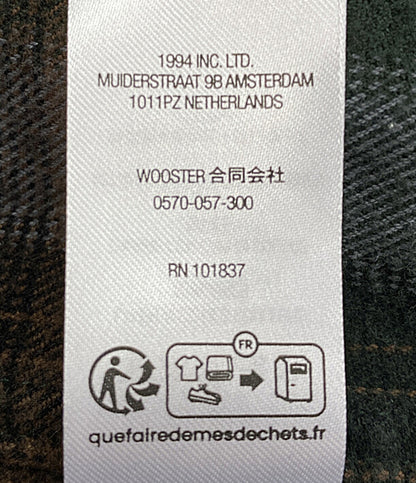 1994 INC. LTD.
MUIDERSTRAAT 9B AMSTERDAM
1011PZ NETHERLANDS
WOOSTER 合同会社
0570-057-300
RN 101837
FR
quefairedemesdechets.fr